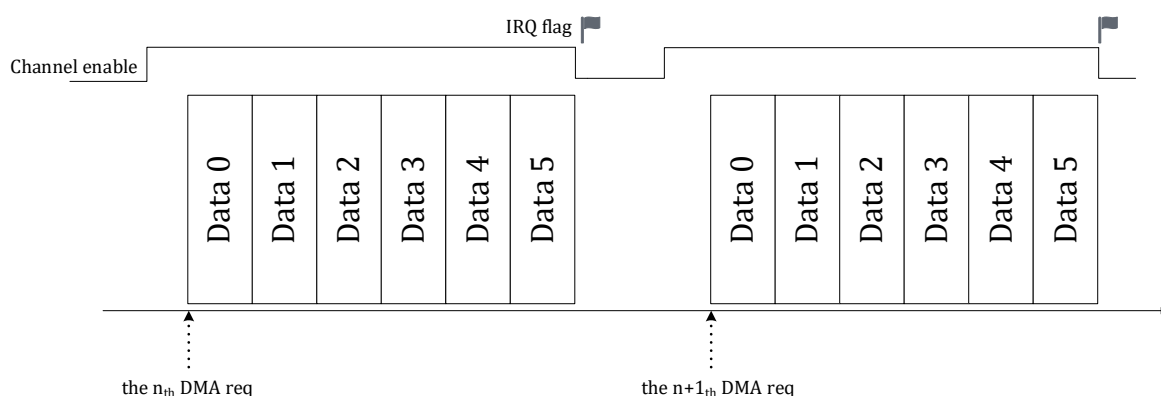 IRQ flag
Channel enable
Data 0
Data 1
Data 2
Data 3
Data 4
Data 5
Data 0
Data 1
Data 2
Data 3
Data 4
Data 5
the nth DMA req
the n+1th DMA req